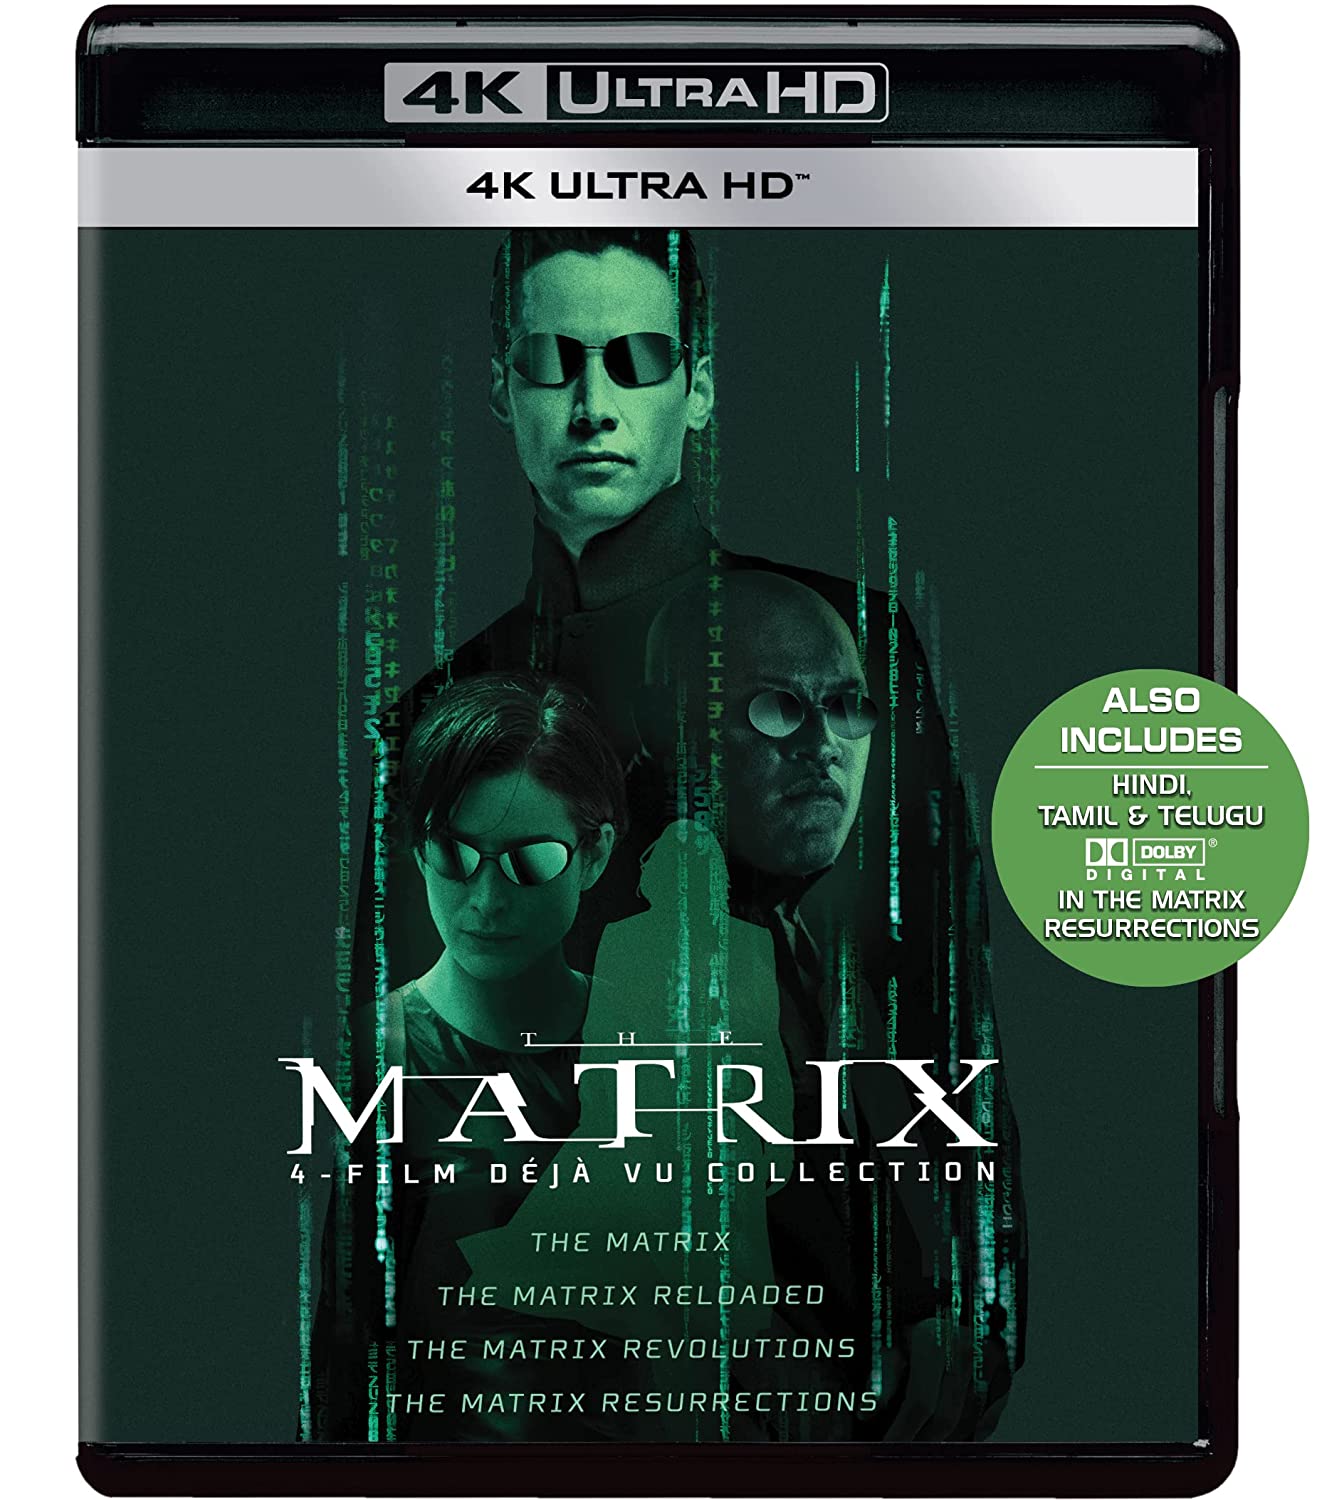 4K ULTRA HD
4K ULTRA HD™
ALSO
INCLUDES
HINDI,
TAMIL & TELUGU
DOLBY®
DIGITAL
IN THE MATRIX
RESURRECTIONS
THE
MATRIX
4-FILM DÉJÀ VU COLLECTION
THE MATRIX
THE MATRIX RELOADED
THE MATRIX REVOLUTIONS
THE MATRIX RESURRECTIONS